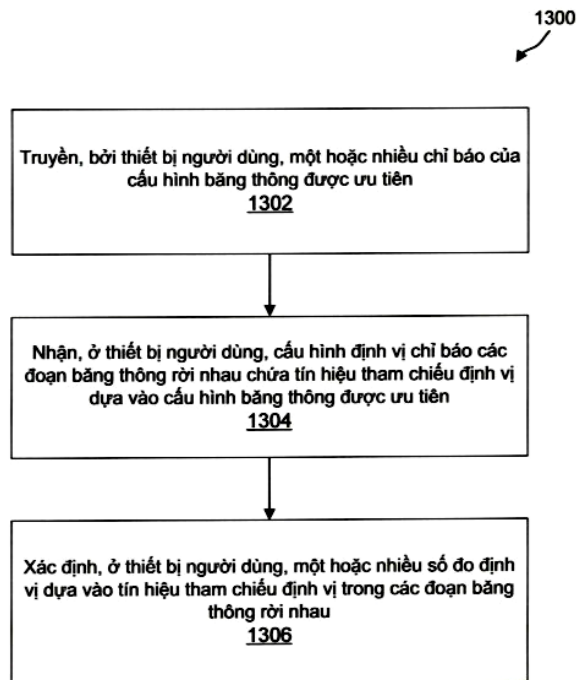 1300
Truyền, bởi thiết bị người dùng, một hoặc nhiều chỉ báo của
cấu hình băng thông được ưu tiên
1302
Nhận, ở thiết bị người dùng, cấu hình định vị chỉ báo các
đoạn băng thông rời nhau chứa tín hiệu tham chiếu định vị
dựa vào cấu hình băng thông được ưu tiên
1304
Xác định, ở thiết bị người dùng, một hoặc nhiều số đo định
vị dựa vào tín hiệu tham chiếu định vị trong các đoạn băng
thông rời nhau
1306